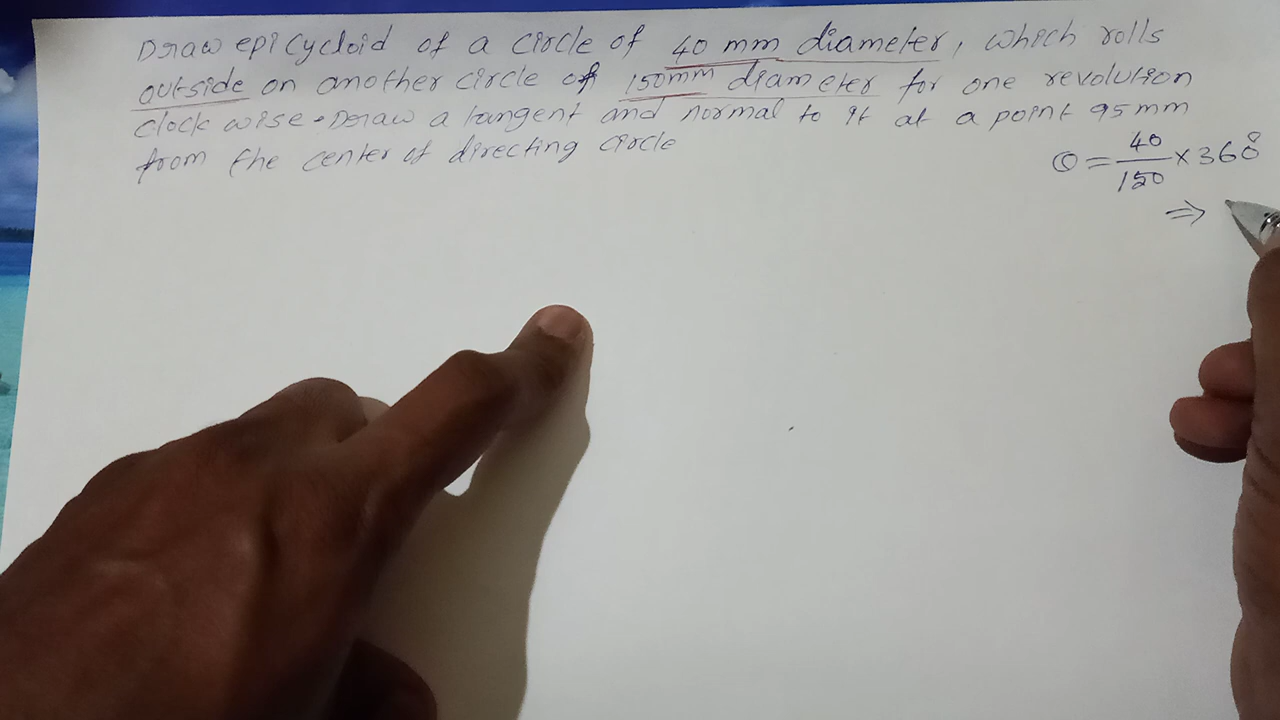 Draw epicycloid of a circle of 40 mm diameter, which rolls
outside on another circle of 150mm diameter for one revolution
clock wise. Draw a tangent and normal to it at a point 95mm
from the center of directing circle
θ = 40/150 × 360°
⇒